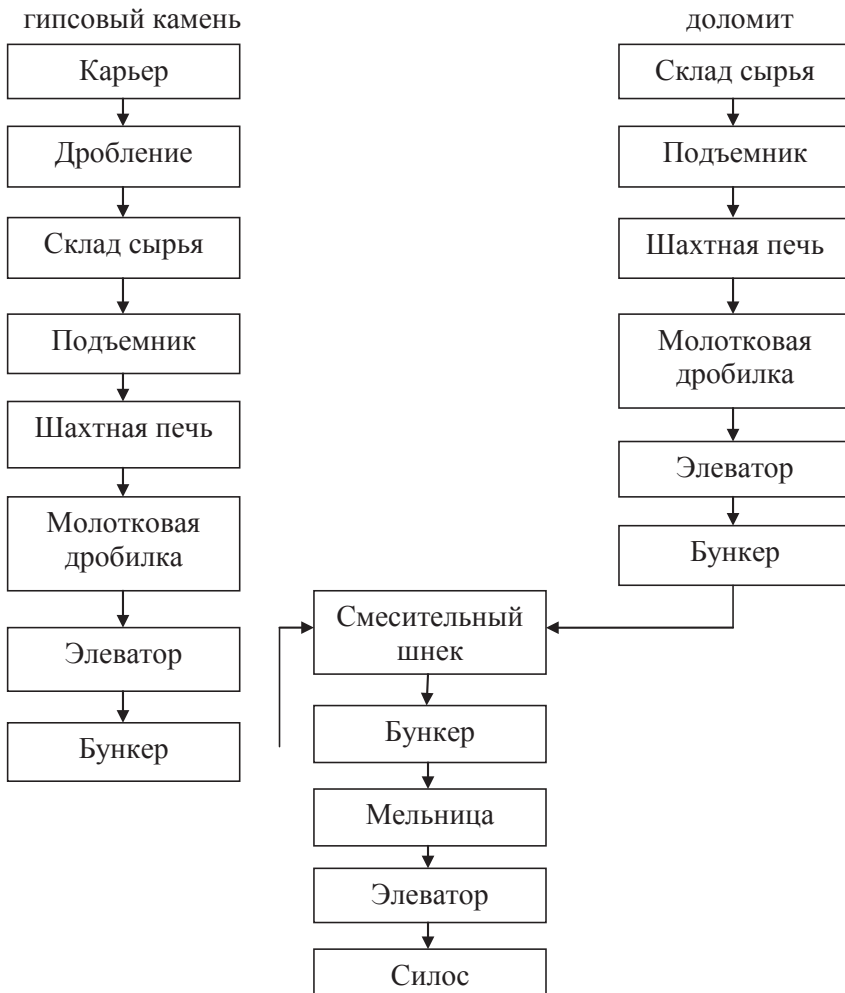 гипсовый камень
Карьер
Дробление
Склад сырья
Подъемник
Шахтная печь
Молотковая
дробилка
Элеватор
Бункер
доломит
Склад сырья
Подъемник
Шахтная печь
Молотковая
дробилка
Элеватор
Бункер
Смесительный
шнек
Бункер
Мельница
Элеватор
Силос